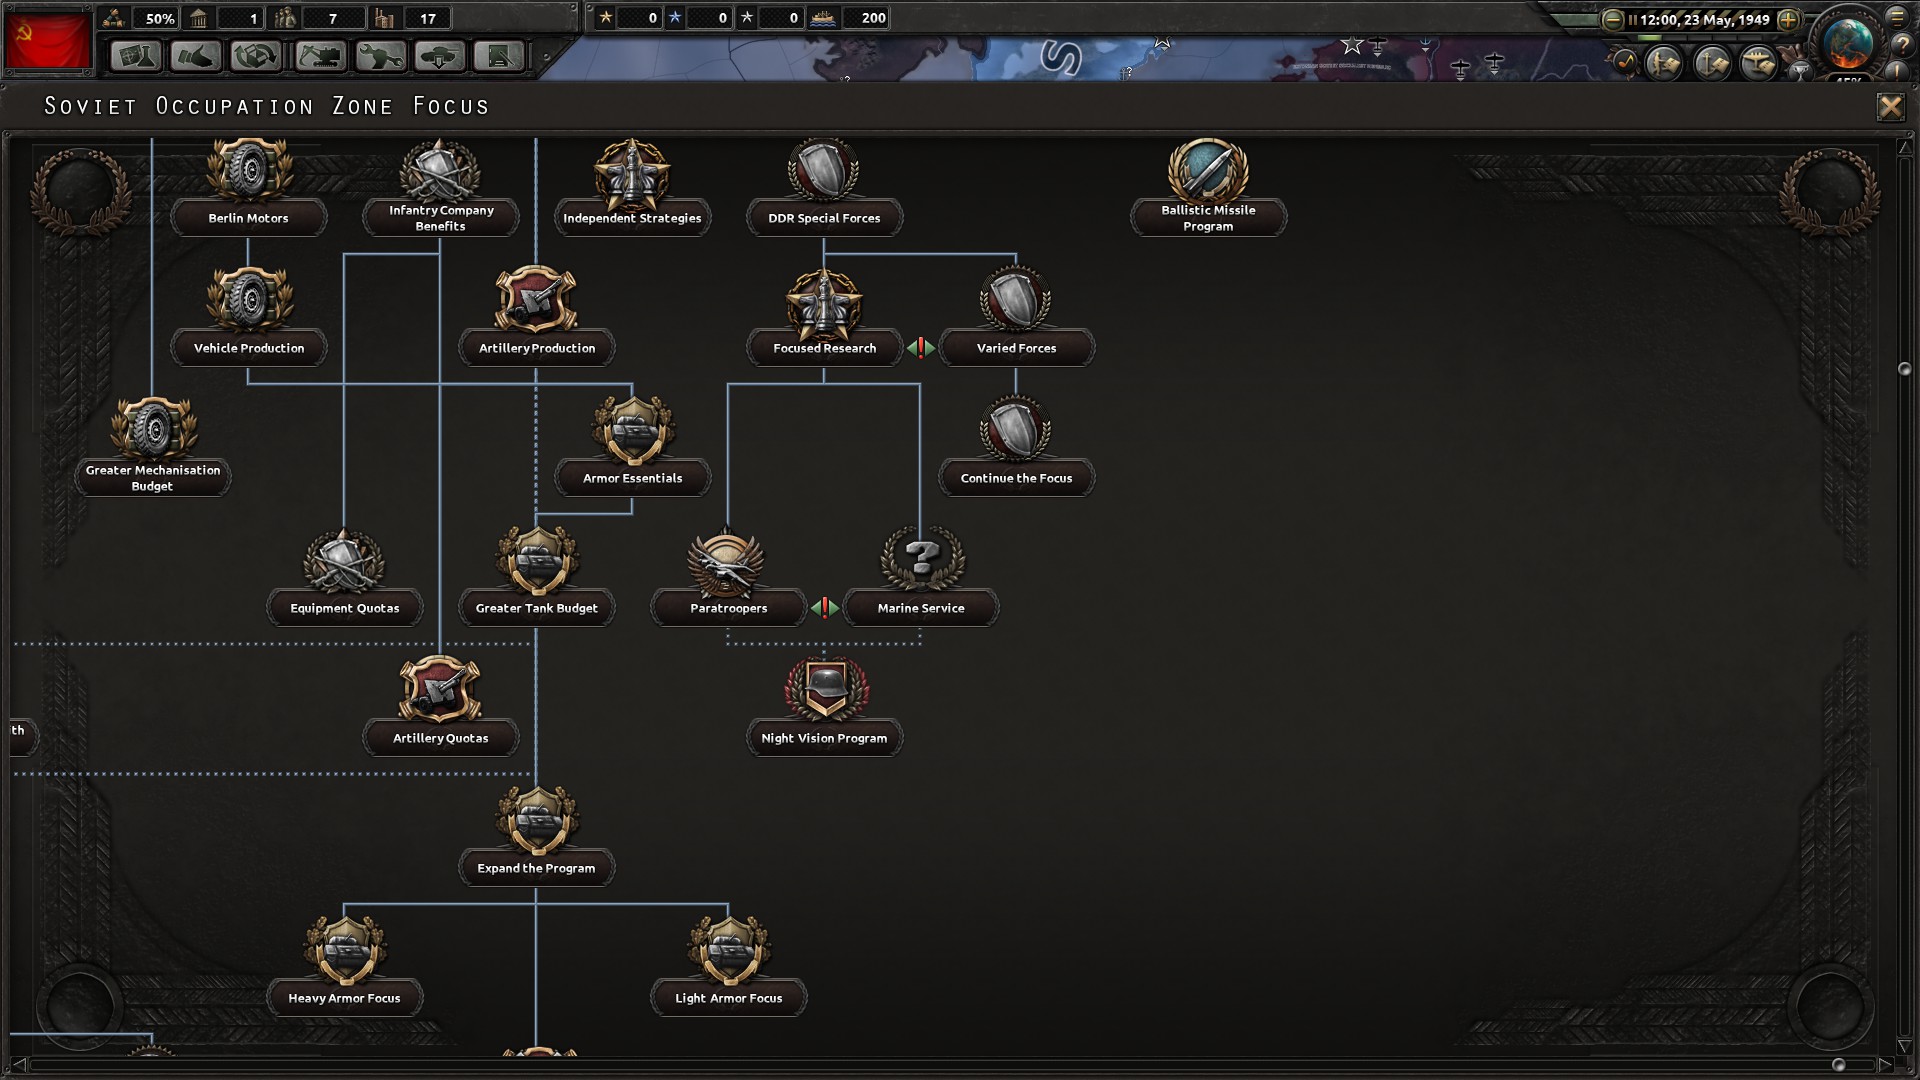 50%
1
7
17
0
0
0
200
12:00, 23 May, 1949
SOVIET OCCUPATION ZONE FOCUS
Berlin Motors
Infantry Company
Benefits
Independent Strategies
DDR Special Forces
Ballistic Missile
Program
Vehicle Production
Artillery Production
Focused Research
Varied Forces
Greater Mechanisation
Budget
Armor Essentials
Continue the Focus
Equipment Quotas
Greater Tank Budget
Paratroopers
Marine Service
th
Artillery Quotas
Night Vision Program
Expand the Program
Heavy Armor Focus
Light Armor Focus